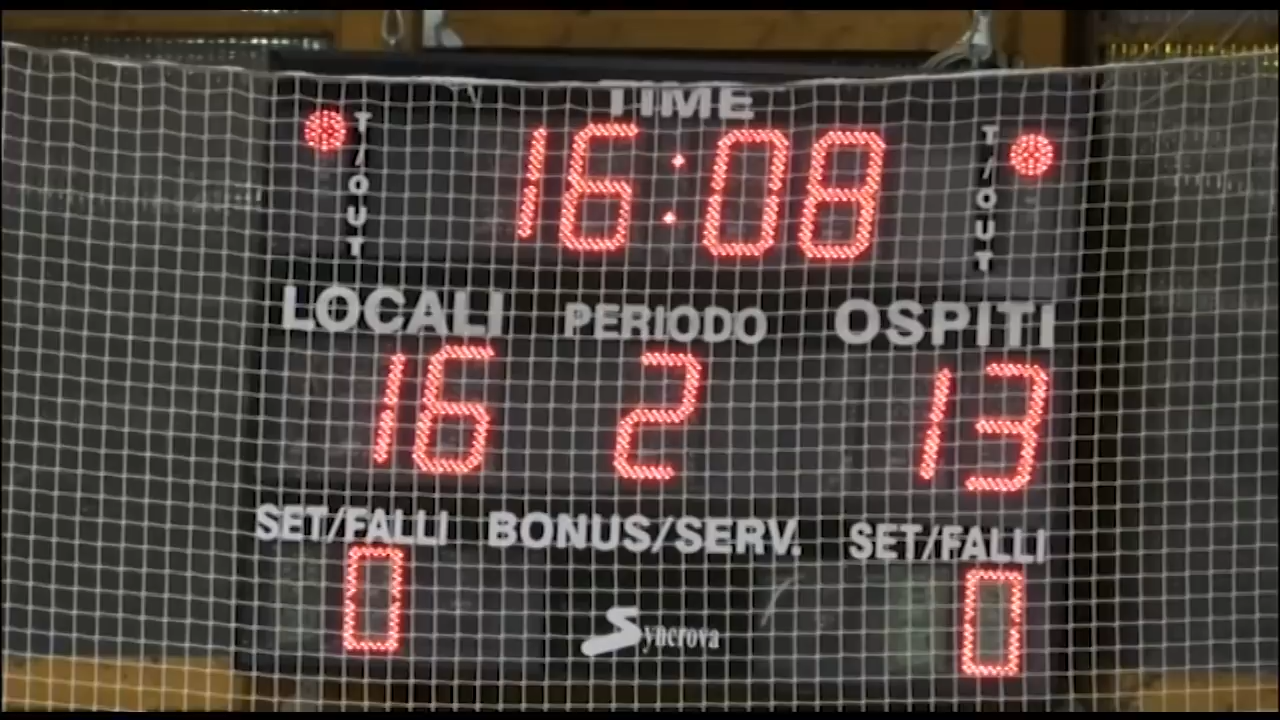 TIME
T/OUT 16:08 T/OUT
LOCALI PERIODO OSPITI
16 2 13
SET/FALLI BONUS/SERV. SET/FALLI
0 0
Syncrova